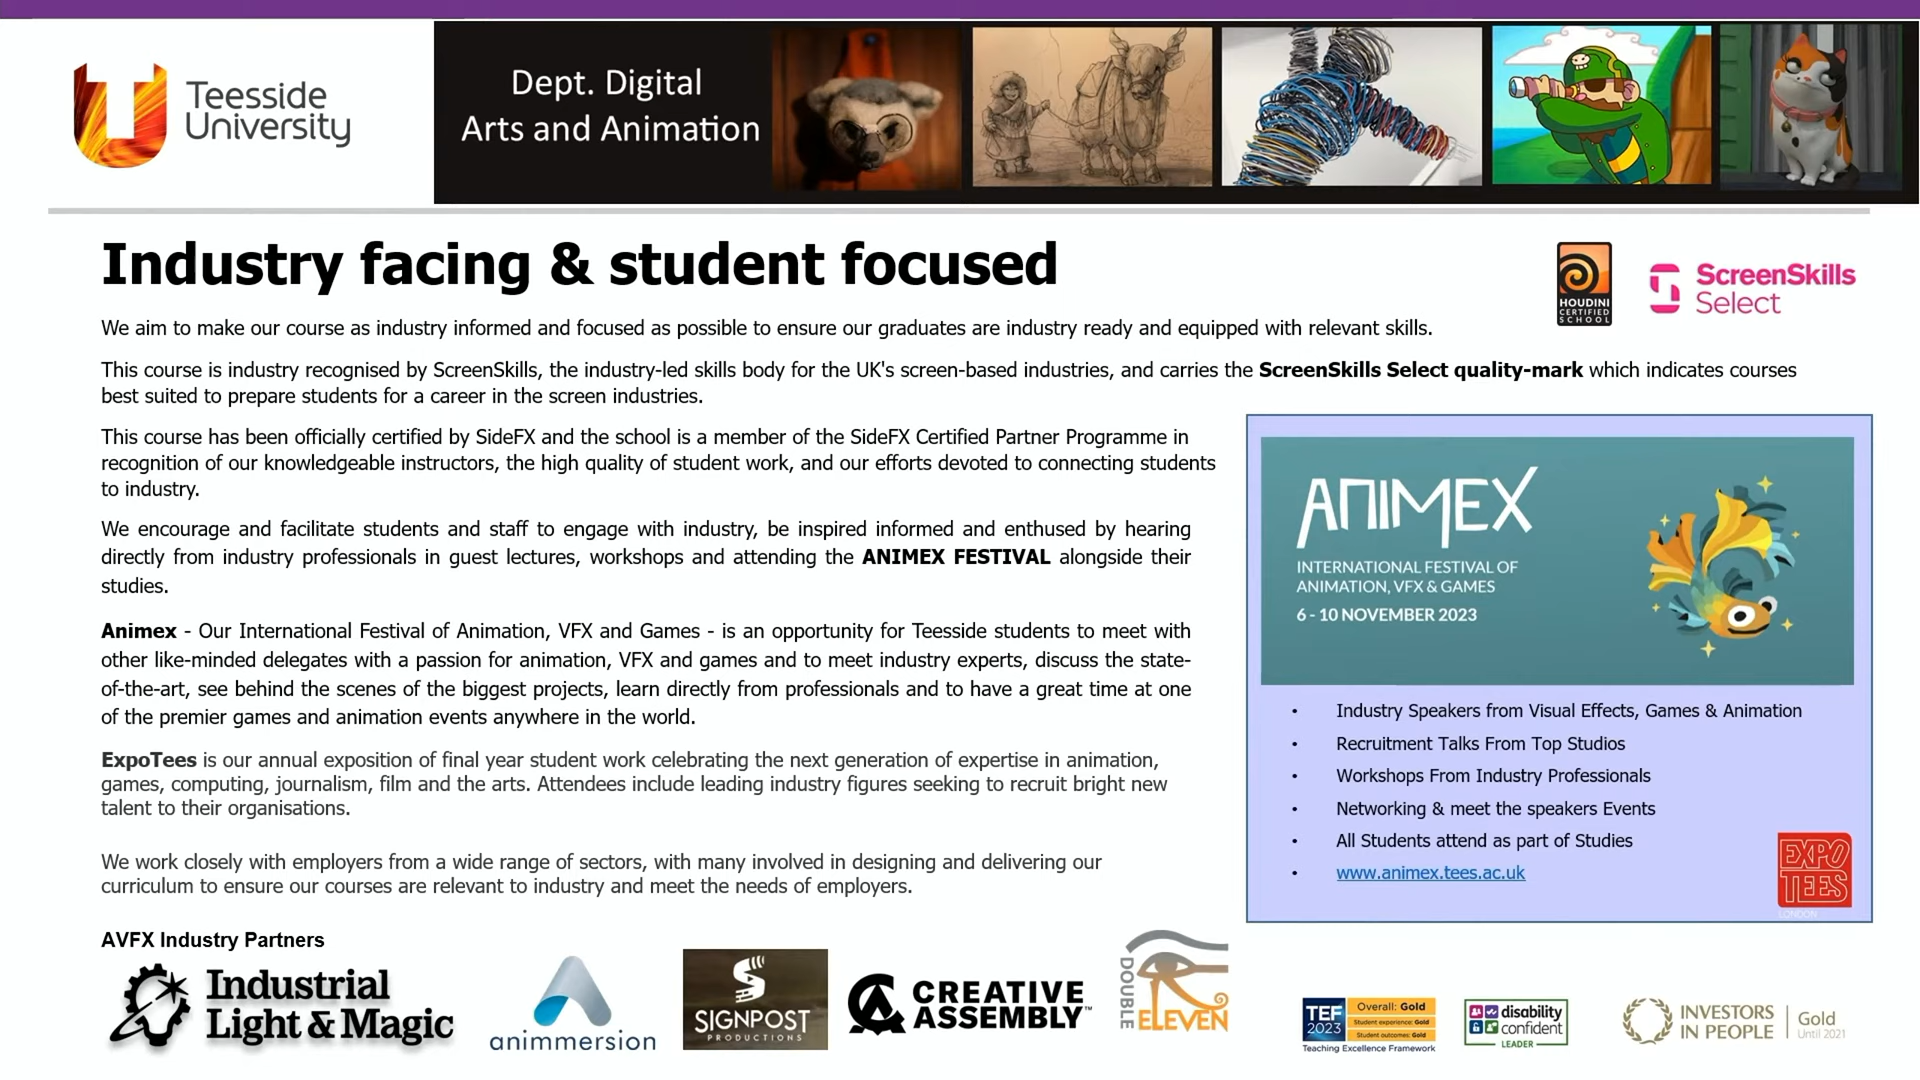 Teesside
University
Dept. Digital
Arts and Animation
Industry facing & student focused
HOUDINI
CERTIFIED
SCHOOL
ScreenSkills
Select
We aim to make our course as industry informed and focused as possible to ensure our graduates are industry ready and equipped with relevant skills.
This course is industry recognised by ScreenSkills, the industry-led skills body for the UK's screen-based industries, and carries the ScreenSkills Select quality-mark which indicates courses
best suited to prepare students for a career in the screen industries.
This course has been officially certified by SideFX and the school is a member of the SideFX Certified Partner Programme in
recognition of our knowledgeable instructors, the high quality of student work, and our efforts devoted to connecting students
to industry.
We encourage and facilitate students and staff to engage with industry, be inspired informed and enthused by hearing
directly from industry professionals in guest lectures, workshops and attending the ANIMEX FESTIVAL alongside their
studies.
Animex - Our International Festival of Animation, VFX and Games - is an opportunity for Teesside students to meet with
other like-minded delegates with a passion for animation, VFX and games and to meet industry experts, discuss the state-
of-the-art, see behind the scenes of the biggest projects, learn directly from professionals and to have a great time at one
of the premier games and animation events anywhere in the world.
ExpoTees is our annual exposition of final year student work celebrating the next generation of expertise in animation,
games, computing, journalism, film and the arts. Attendees include leading industry figures seeking to recruit bright new
talent to their organisations.
We work closely with employers from a wide range of sectors, with many involved in designing and delivering our
curriculum to ensure our courses are relevant to industry and meet the needs of employers.
ANIMEX
INTERNATIONAL FESTIVAL OF
ANIMATION, VFX & GAMES
6 - 10 NOVEMBER 2023
• Industry Speakers from Visual Effects, Games & Animation
• Recruitment Talks From Top Studios
• Workshops From Industry Professionals
• Networking & meet the speakers Events
• All Students attend as part of Studies
• www.animex.tees.ac.uk
EXPO
TEES
LONDON
AVFX Industry Partners
Industrial
Light & Magic
animmersion
SIGNPOST
PRODUCTIONS
CREATIVE
ASSEMBLY™
DOUBLE
ELEVEN
TEF
2023
Overall: Gold
Student experience: Gold
Student outcomes: Gold
Teaching Excellence Framework
disability
confident
LEADER
INVESTORS
IN PEOPLE
Gold
Until 2021